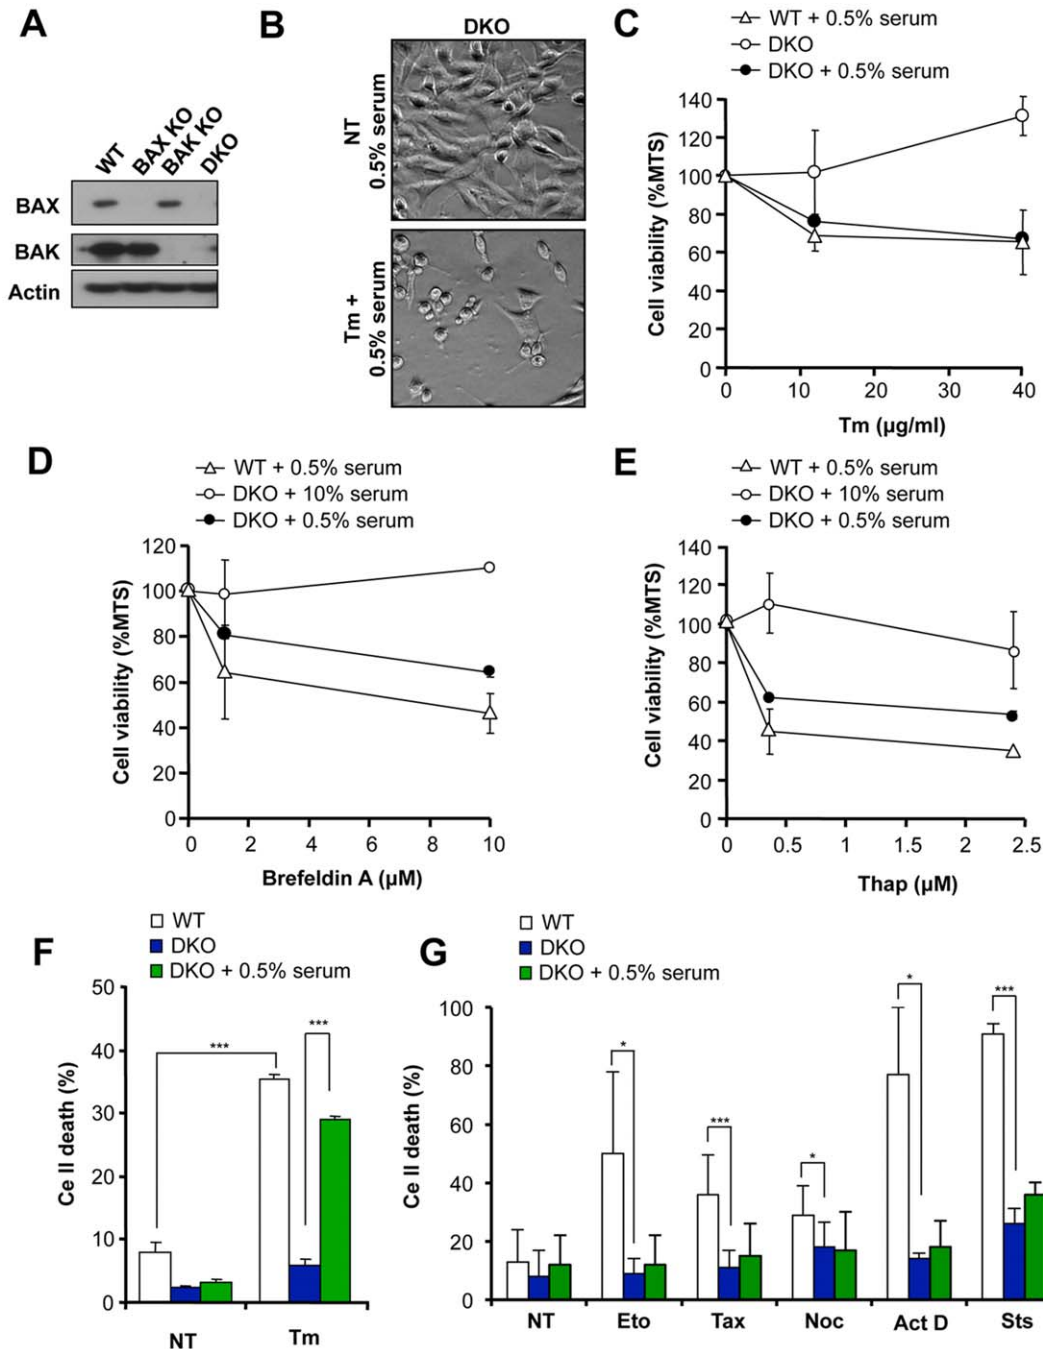 A
WT
BAX KO
BAK KO
DKO
BAX
BAK
Actin
B
DKO
NT
0.5% serum
Tm +
0.5% serum
C
WT + 0.5% serum
DKO
DKO + 0.5% serum
Cell viability (%MTS)
140
120
100
80
60
40
20
0
0 10 20 30 40
Tm (µg/ml)
D
WT + 0.5% serum
DKO + 10% serum
DKO + 0.5% serum
Cell viability (%MTS)
120
100
80
60
40
20
0
0 2 4 6 8 10
Brefeldin A (µM)
E
WT + 0.5% serum
DKO + 10% serum
DKO + 0.5% serum
Cell viability (%MTS)
140
120
100
80
60
40
20
0
0 0.5 1 1.5 2 2.5
Thap (µM)
F
WT
DKO
DKO + 0.5% serum
Ce ll death (%)
50
40
30
20
10
0
***
***
NT Tm
G
WT
DKO
DKO + 0.5% serum
Ce ll death (%)
100
80
60
40
20
0
*
***
*
*
***
NT Eto Tax Noc Act D Sts